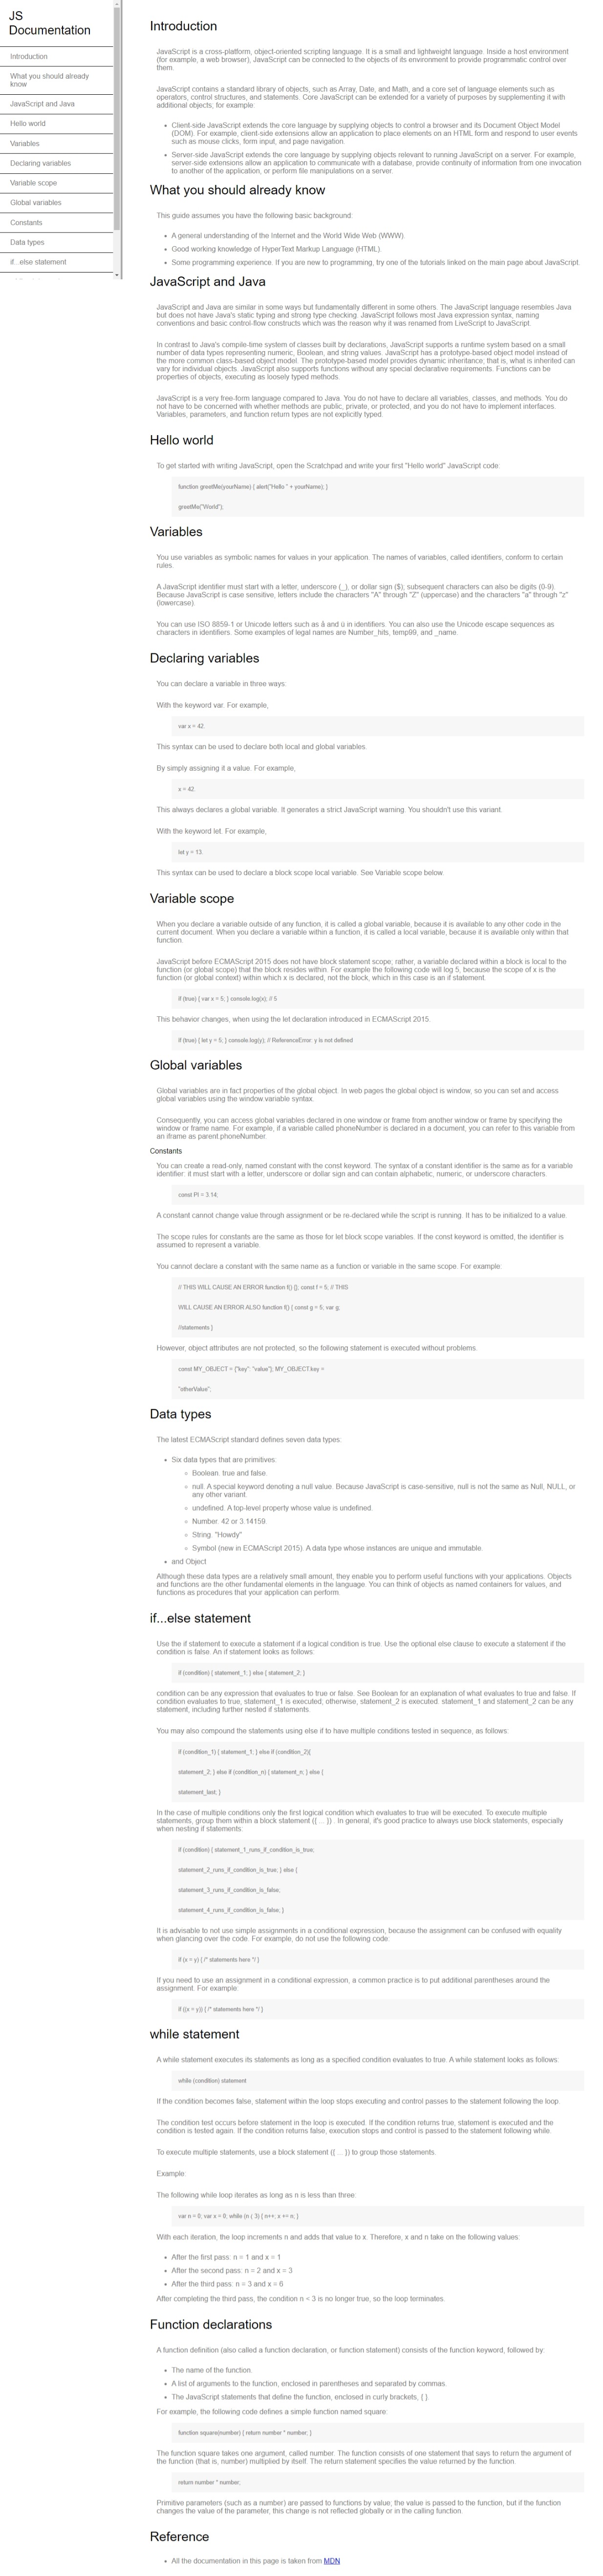 JS
Documentation
Introduction
What you should already
know
JavaScript and Java
Hello world
Variables
Declaring variables
Variable scope
Global variables
Constants
Data types
if...else statement
Introduction
JavaScript is a cross-platform, object-oriented scripting language. It is a small and lightweight language. Inside a host environment
(for example, a web browser), JavaScript can be connected to the objects of its environment to provide programmatic control over
them.
JavaScript contains a standard library of objects, such as Array, Date, and Math, and a core set of language elements such as
operators, control structures, and statements. Core JavaScript can be extended for a variety of purposes by supplementing it with
additional objects; for example:
• Client-side JavaScript extends the core language by supplying objects to control a browser and its Document Object Model
(DOM). For example, client-side extensions allow an application to place elements on an HTML form and respond to user events
such as mouse clicks, form input, and page navigation.
• Server-side JavaScript extends the core language by supplying objects relevant to running JavaScript on a server. For example,
server-side extensions allow an application to communicate with a database, provide continuity of information from one invocation
to another of the application, or perform file manipulations on a server.
What you should already know
This guide assumes you have the following basic background:
• A general understanding of the Internet and the World Wide Web (WWW).
• Good working knowledge of HyperText Markup Language (HTML).
• Some programming experience. If you are new to programming, try one of the tutorials linked on the main page about JavaScript.
JavaScript and Java
JavaScript and Java are similar in some ways but fundamentally different in some others. The JavaScript language resembles Java
but does not have Java's static typing and strong type checking. JavaScript follows most Java expression syntax, naming
conventions and basic control-flow constructs which was the reason why it was renamed from LiveScript to JavaScript.
In contrast to Java's compile-time system of classes built by declarations, JavaScript supports a runtime system based on a small
number of data types representing numeric, Boolean, and string values. JavaScript has a prototype-based object model instead of
the more common class-based object model. The prototype-based model provides dynamic inheritance; that is, what is inherited can
vary for individual objects. JavaScript also supports functions without any special declarative requirements. Functions can be
properties of objects, executing as loosely typed methods.
JavaScript is a very free-form language compared to Java. You do not have to declare all variables, classes, and methods. You do
not have to be concerned with whether methods are public, private, or protected, and you do not have to implement interfaces.
Variables, parameters, and function return types are not explicitly typed.
Hello world
To get started with writing JavaScript, open the Scratchpad and write your first "Hello world" JavaScript code:
function greetMe(yourName) { alert("Hello " + yourName); }
greetMe("World");
Variables
You use variables as symbolic names for values in your application. The names of variables, called identifiers, conform to certain
rules.
A JavaScript identifier must start with a letter, underscore (_), or dollar sign ($); subsequent characters can also be digits (0-9).
Because JavaScript is case sensitive, letters include the characters "A" through "Z" (uppercase) and the characters "a" through "z"
(lowercase).
You can use ISO 8859-1 or Unicode letters such as å and ü in identifiers. You can also use the Unicode escape sequences as
characters in identifiers. Some examples of legal names are Number_hits, temp99, and _name.
Declaring variables
You can declare a variable in three ways:
With the keyword var. For example,
var x = 42.
This syntax can be used to declare both local and global variables.
By simply assigning it a value. For example,
x = 42.
This always declares a global variable. It generates a strict JavaScript warning. You shouldn't use this variant.
With the keyword let. For example,
let y = 13.
This syntax can be used to declare a block scope local variable. See Variable scope below.
Variable scope
When you declare a variable outside of any function, it is called a global variable, because it is available to any other code in the
current document. When you declare a variable within a function, it is called a local variable, because it is available only within that
function.
JavaScript before ECMAScript 2015 does not have block statement scope; rather, a variable declared within a block is local to the
function (or global scope) that the block resides within. For example the following code will log 5, because the scope of x is the
function (or global context) within which x is declared, not the block, which in this case is an if statement.
if (true) { var x = 5; } console.log(x); // 5
This behavior changes, when using the let declaration introduced in ECMAScript 2015.
if (true) { let y = 5; } console.log(y); // ReferenceError: y is not defined
Global variables
Global variables are in fact properties of the global object. In web pages the global object is window, so you can set and access
global variables using the window.variable syntax.
Consequently, you can access global variables declared in one window or frame from another window or frame by specifying the
window or frame name. For example, if a variable called phoneNumber is declared in a document, you can refer to this variable from
an iframe as parent.phoneNumber.
Constants
You can create a read-only, named constant with the const keyword. The syntax of a constant identifier is the same as for a variable
identifier: it must start with a letter, underscore or dollar sign and can contain alphabetic, numeric, or underscore characters.
const PI = 3.14;
A constant cannot change value through assignment or be re-declared while the script is running. It has to be initialized to a value.
The scope rules for constants are the same as those for let block scope variables. If the const keyword is omitted, the identifier is
assumed to represent a variable.
You cannot declare a constant with the same name as a function or variable in the same scope. For example:
// THIS WILL CAUSE AN ERROR function f() {}; const f = 5; // THIS
WILL CAUSE AN ERROR ALSO function f() { const g = 5; var g;
//statements }
However, object attributes are not protected, so the following statement is executed without problems.
const MY_OBJECT = {"key": "value"}; MY_OBJECT.key =
"otherValue";
Data types
The latest ECMAScript standard defines seven data types:
• Six data types that are primitives:
◦ Boolean. true and false.
◦ null. A special keyword denoting a null value. Because JavaScript is case-sensitive, null is not the same as Null, NULL, or
any other variant.
◦ undefined. A top-level property whose value is undefined.
◦ Number. 42 or 3.14159.
◦ String. "Howdy"
◦ Symbol (new in ECMAScript 2015). A data type whose instances are unique and immutable.
• and Object
Although these data types are a relatively small amount, they enable you to perform useful functions with your applications. Objects
and functions are the other fundamental elements in the language. You can think of objects as named containers for values, and
functions as procedures that your application can perform.
if...else statement
Use the if statement to execute a statement if a logical condition is true. Use the optional else clause to execute a statement if the
condition is false. An if statement looks as follows:
if (condition) { statement_1; } else { statement_2; }
condition can be any expression that evaluates to true or false. See Boolean for an explanation of what evaluates to true and false. If
condition evaluates to true, statement_1 is executed; otherwise, statement_2 is executed. statement_1 and statement_2 can be any
statement, including further nested if statements.
You may also compound the statements using else if to have multiple conditions tested in sequence, as follows:
if (condition_1) { statement_1; } else if (condition_2){
statement_2; } else if (condition_n) { statement_n; } else {
statement_last; }
In the case of multiple conditions only the first logical condition which evaluates to true will be executed. To execute multiple
statements, group them within a block statement ({ ... }) . In general, it's good practice to always use block statements, especially
when nesting if statements:
if (condition) { statement_1_runs_if_condition_is_true;
statement_2_runs_if_condition_is_true; } else {
statement_3_runs_if_condition_is_false;
statement_4_runs_if_condition_is_false; }
It is advisable to not use simple assignments in a conditional expression, because the assignment can be confused with equality
when glancing over the code. For example, do not use the following code:
if (x = y) { /* statements here */ }
If you need to use an assignment in a conditional expression, a common practice is to put additional parentheses around the
assignment. For example:
if ((x = y)) { /* statements here */ }
while statement
A while statement executes its statements as long as a specified condition evaluates to true. A while statement looks as follows:
while (condition) statement
If the condition becomes false, statement within the loop stops executing and control passes to the statement following the loop.
The condition test occurs before statement in the loop is executed. If the condition returns true, statement is executed and the
condition is tested again. If the condition returns false, execution stops and control is passed to the statement following while.
To execute multiple statements, use a block statement ({ ... }) to group those statements.
Example:
The following while loop iterates as long as n is less than three:
var n = 0; var x = 0; while (n ( 3) { n++; x += n; }
With each iteration, the loop increments n and adds that value to x. Therefore, x and n take on the following values:
• After the first pass: n = 1 and x = 1
• After the second pass: n = 2 and x = 3
• After the third pass: n = 3 and x = 6
After completing the third pass, the condition n < 3 is no longer true, so the loop terminates.
Function declarations
A function definition (also called a function declaration, or function statement) consists of the function keyword, followed by:
• The name of the function.
• A list of arguments to the function, enclosed in parentheses and separated by commas.
• The JavaScript statements that define the function, enclosed in curly brackets, { }.
For example, the following code defines a simple function named square:
function square(number) { return number * number; }
The function square takes one argument, called number. The function consists of one statement that says to return the argument of
the function (that is, number) multiplied by itself. The return statement specifies the value returned by the function.
return number * number;
Primitive parameters (such as a number) are passed to functions by value; the value is passed to the function, but if the function
changes the value of the parameter, this change is not reflected globally or in the calling function.
Reference
• All the documentation in this page is taken from MDN